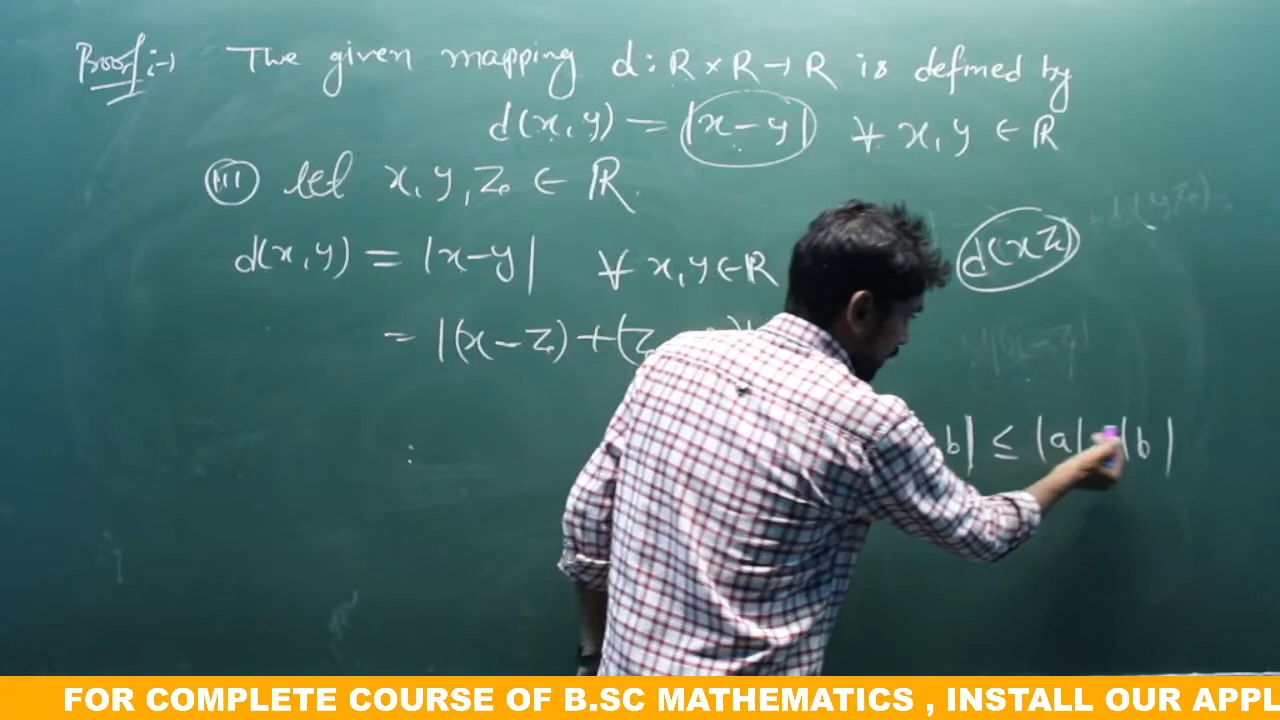 Proof :→ The given mapping d : R × R → R is defined by
d(x, y) = |x - y| ∀ x, y ∈ R
(III) let x, y, z ∈ R.
d(x, y) = |x-y| ∀ x, y ∈ R
d(x z)
= |(x-z)+(z
b| ≤ |a| |b|
FOR COMPLETE COURSE OF B.SC MATHEMATICS , INSTALL OUR APPL